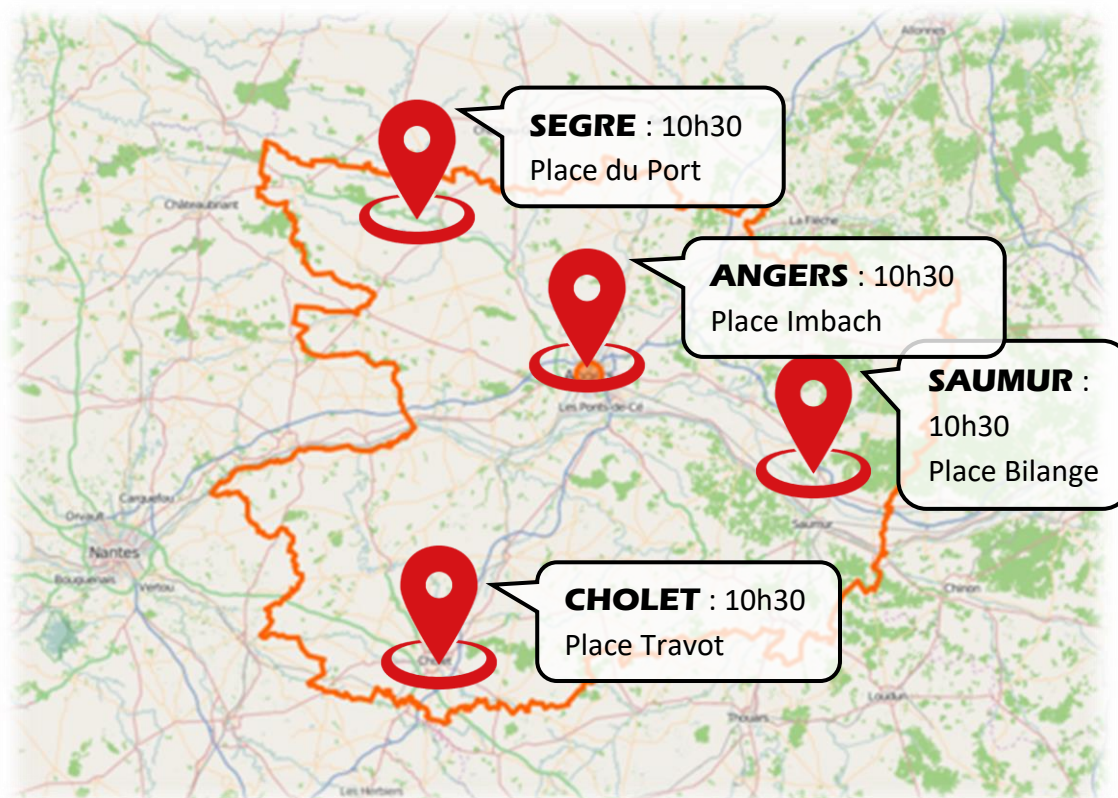 Allonnes
SEGRE : 10h30
Place du Port
Châteaubriant
La Flèche
ANGERS : 10h30
Place Imbach
Les Ponts-de-Cé
SAUMUR :
10h30
Place Bilange
Carquefou
Orvault
Saumur
Nantes
Bouguenais
Vertou
Chinon
CHOLET : 10h30
Place Travot
Cholet
Loudun
Thouars
Les Herbiers